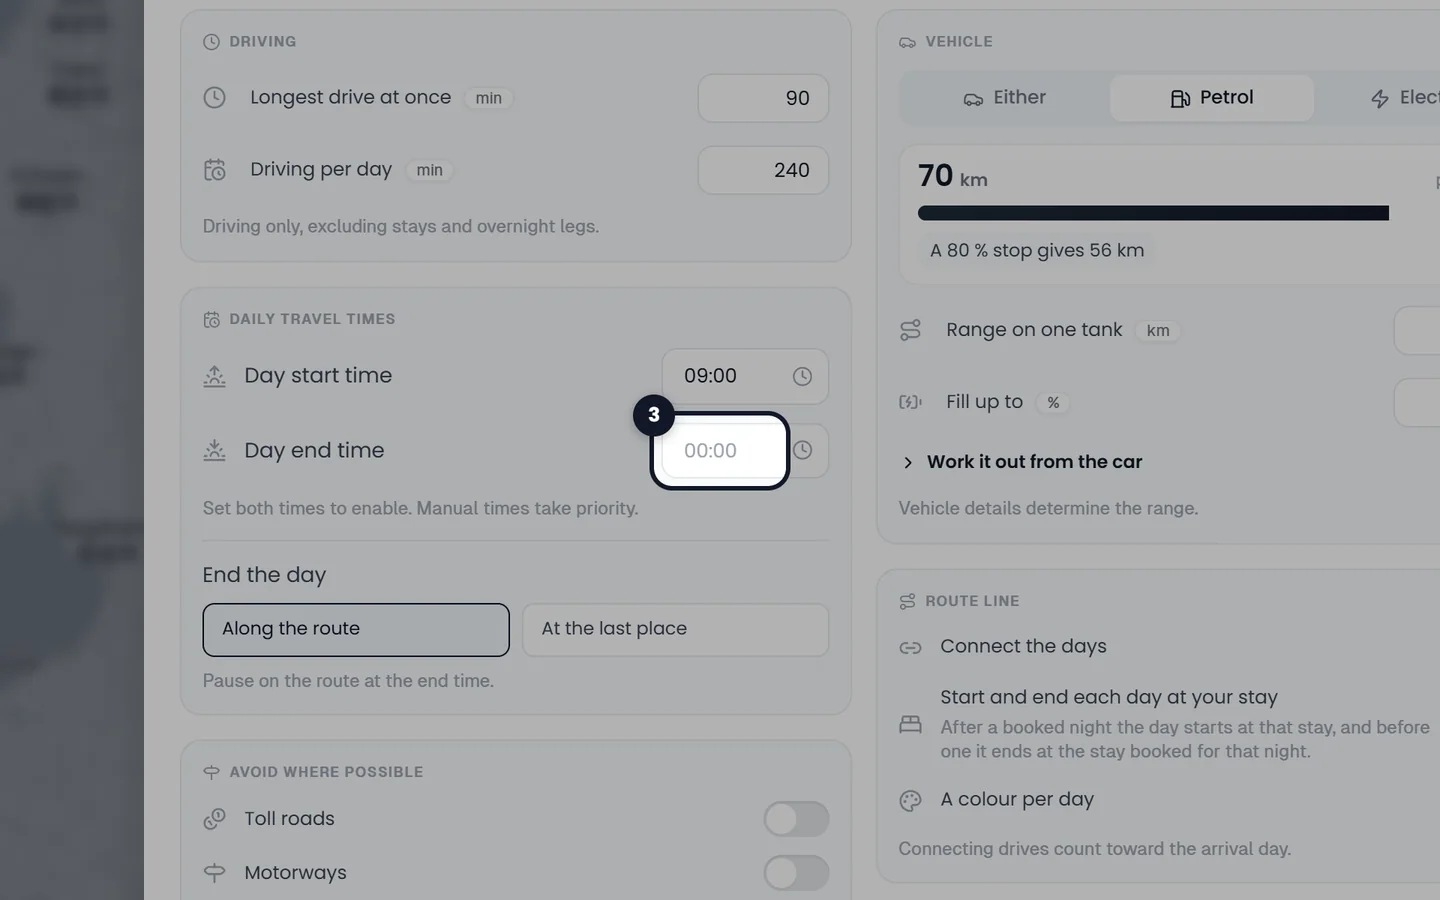 DRIVING
Longest drive at once min 90
Driving per day min 240
Driving only, excluding stays and overnight legs.
DAILY TRAVEL TIMES
Day start time 09:00
3
Day end time 00:00
Set both times to enable. Manual times take priority.
End the day
Along the route At the last place
Pause on the route at the end time.
AVOID WHERE POSSIBLE
Toll roads
Motorways
VEHICLE
Either Petrol Elect
70 km
A 80 % stop gives 56 km
Range on one tank km
Fill up to %
Work it out from the car
Vehicle details determine the range.
ROUTE LINE
Connect the days
Start and end each day at your stay
After a booked night the day starts at that stay, and before
one it ends at the stay booked for that night.
A colour per day
Connecting drives count toward the arrival day.